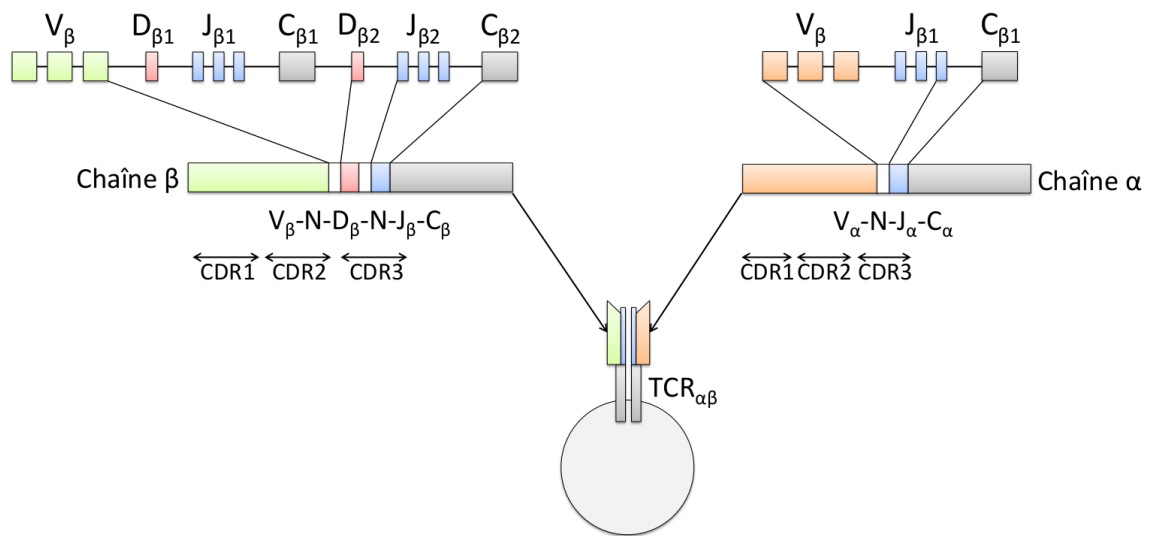 Vβ Dβ1 Jβ1 Cβ1 Dβ2 Jβ2 Cβ2
Vβ Jβ1 Cβ1
Chaîne β
Chaîne α
Vβ-N-Dβ-N-Jβ-Cβ
Vα-N-Jα-Cα
CDR1 CDR2 CDR3
CDR1 CDR2 CDR3
TCRαβ